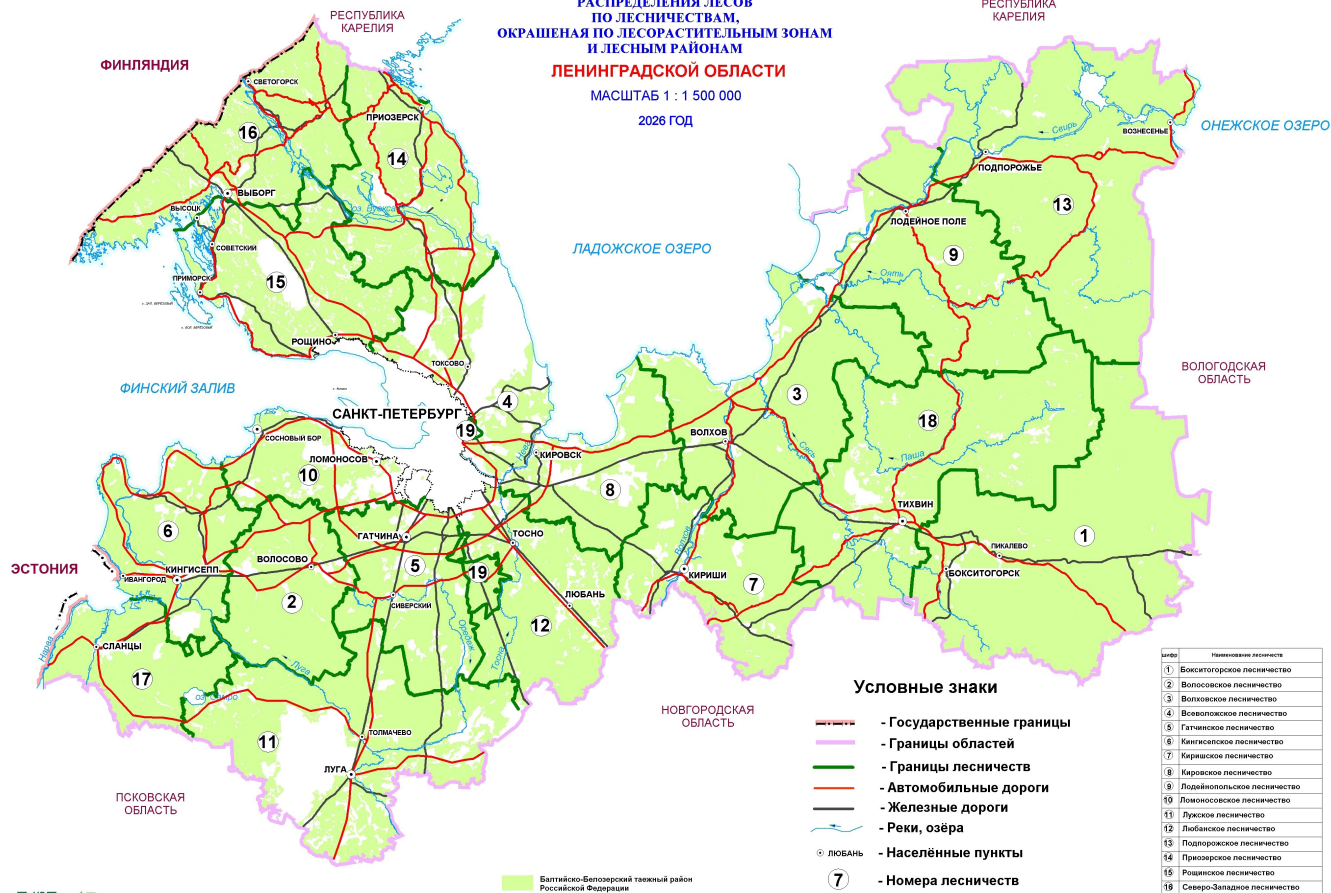 РАСПРЕДЕЛЕНИЯ ЛЕСОВ
ПО ЛЕСНИЧЕСТВАМ,
ОКРАШЕНАЯ ПО ЛЕСОРАСТИТЕЛЬНЫМ ЗОНАМ
И ЛЕСНЫМ РАЙОНАМ
ЛЕНИНГРАДСКОЙ ОБЛАСТИ
МАСШТАБ 1 : 1 500 000
2026 ГОД
РЕСПУБЛИКА
КАРЕЛИЯ
РЕСПУБЛИКА
КАРЕЛИЯ
ФИНЛЯНДИЯ
СВЕТОГОРСК
ПРИОЗЕРСК
16
14
ВЫБОРГ
ВЫСОЦК
оз. Вуокса
СОВЕТСКИЙ
ПРИМОРСК
15
РОЩИНО
ТОКСОВО
ЛАДОЖСКОЕ ОЗЕРО
ОНЕЖСКОЕ ОЗЕРО
ВОЗНЕСЕНЬЕ
Свирь
ПОДПОРОЖЬЕ
13
ЛОДЕЙНОЕ ПОЛЕ
9
Оять
ВОЛОГОДСКАЯ
ОБЛАСТЬ
ФИНСКИЙ ЗАЛИВ
САНКТ-ПЕТЕРБУРГ
4
19
3
18
Сясь
Паша
ВОЛХОВ
СОСНОВЫЙ БОР
ЛОМОНОСОВ
10
КИРОВСК
Нева
8
6
ТИХВИН
1
ПИКАЛЕВО
БОКСИТОГОРСК
ГАТЧИНА
ТОСНО
Волхов
КИРИШИ
7
ЭСТОНИЯ
ИВАНГОРОД
КИНГИСЕПП
ВОЛОСОВО
5
19
2
СИВЕРСКИЙ
ЛЮБАНЬ
12
Оредеж
Тосна
Нарва
СЛАНЦЫ
17
Луга
11
ТОЛМАЧЕВО
ЛУГА
ПСКОВСКАЯ
ОБЛАСТЬ
НОВГОРОДСКАЯ
ОБЛАСТЬ
Условные знаки
- Государственные границы
- Границы областей
- Границы лесничеств
- Автомобильные дороги
- Железные дороги
- Реки, озёра
ЛЮБАНЬ - Населённые пункты
7 - Номера лесничеств
Балтийско-Белозерский таежный район
Российской Федерации
шифр Наименование лесничеств
1 Бокситогорское лесничество
2 Волосовское лесничество
3 Волховское лесничество
4 Всеволожское лесничество
5 Гатчинское лесничество
6 Кингисепское лесничество
7 Киришское лесничество
8 Кировское лесничество
9 Лодейнопольское лесничество
10 Ломоносовское лесничество
11 Лужское лесничество
12 Любанское лесничество
13 Подпорожское лесничество
14 Приозерское лесничество
15 Рощинское лесничество
16 Северо-Западное лесничество